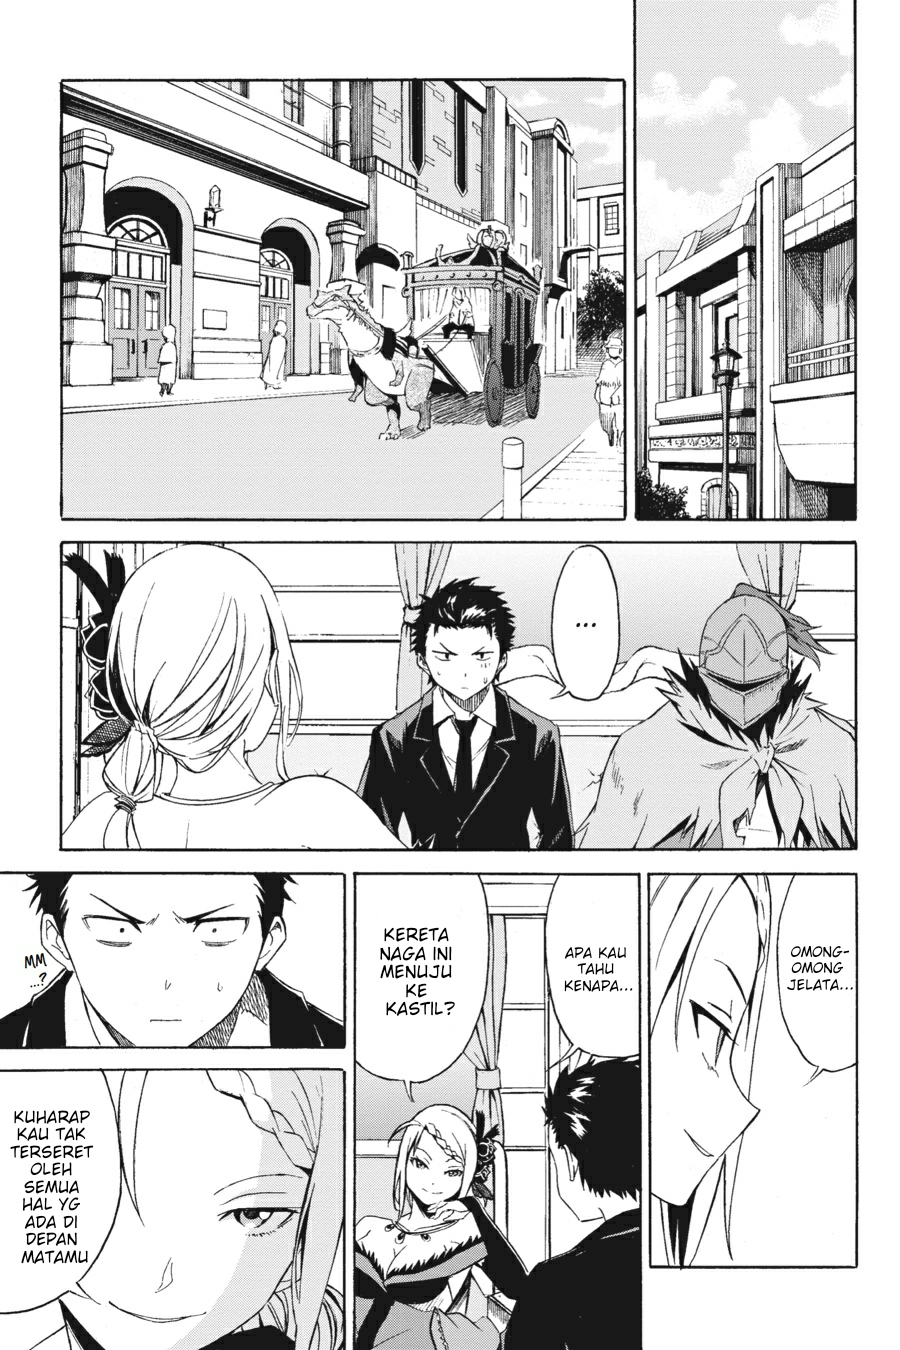 ...
OMONG-
OMONG
JELATA...
APA KAU
TAHU
KENAPA...
KERETA
NAGA INI
MENUJU
KE
KASTIL?
MM
...?
KUHARAP
KAU TAK
TERSERET
OLEH
SEMUA
HAL YG
ADA DI
DEPAN
MATAMU